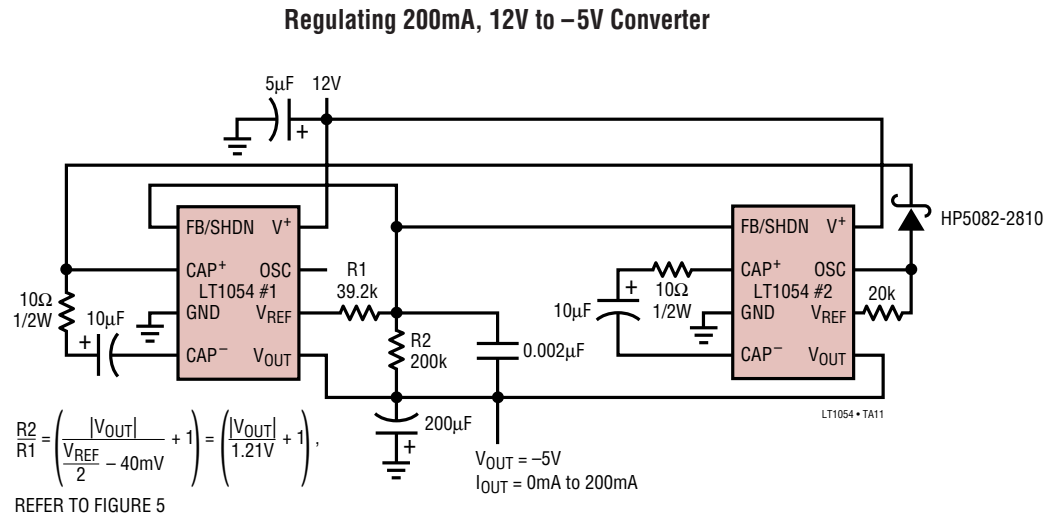 Regulating 200mA, 12V to –5V Converter
5µF
12V
+
FB/SHDN
V+
CAP+
OSC
LT1054 #1
GND
VREF
CAP–
VOUT
10Ω
1/2W
10µF
+
R1
39.2k
R2
200k
0.002µF
200µF
+
10µF
+
10Ω
1/2W
FB/SHDN
V+
CAP+
OSC
LT1054 #2
GND
VREF
CAP–
VOUT
20k
HP5082-2810
LT1054 • TA11
R2/R1 = (|VOUT|/(VREF/2 – 40mV) + 1) = (|VOUT|/1.21V + 1),
REFER TO FIGURE 5
VOUT = –5V
IOUT = 0mA to 200mA